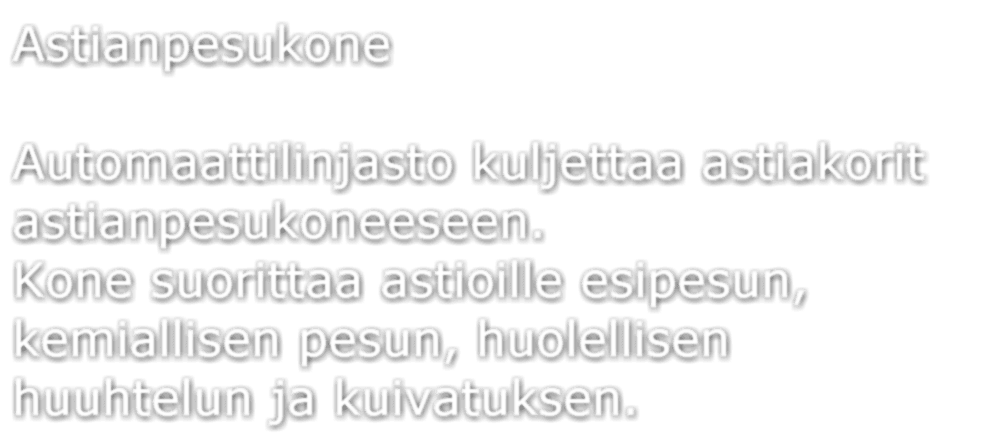 Astianpesukone
Automaattilinjasto kuljettaa astiakorit
astianpesukoneeseen.
Kone suorittaa astioille esipesun,
kemiallisen pesun, huolellisen
huuhtelun ja kuivatuksen.